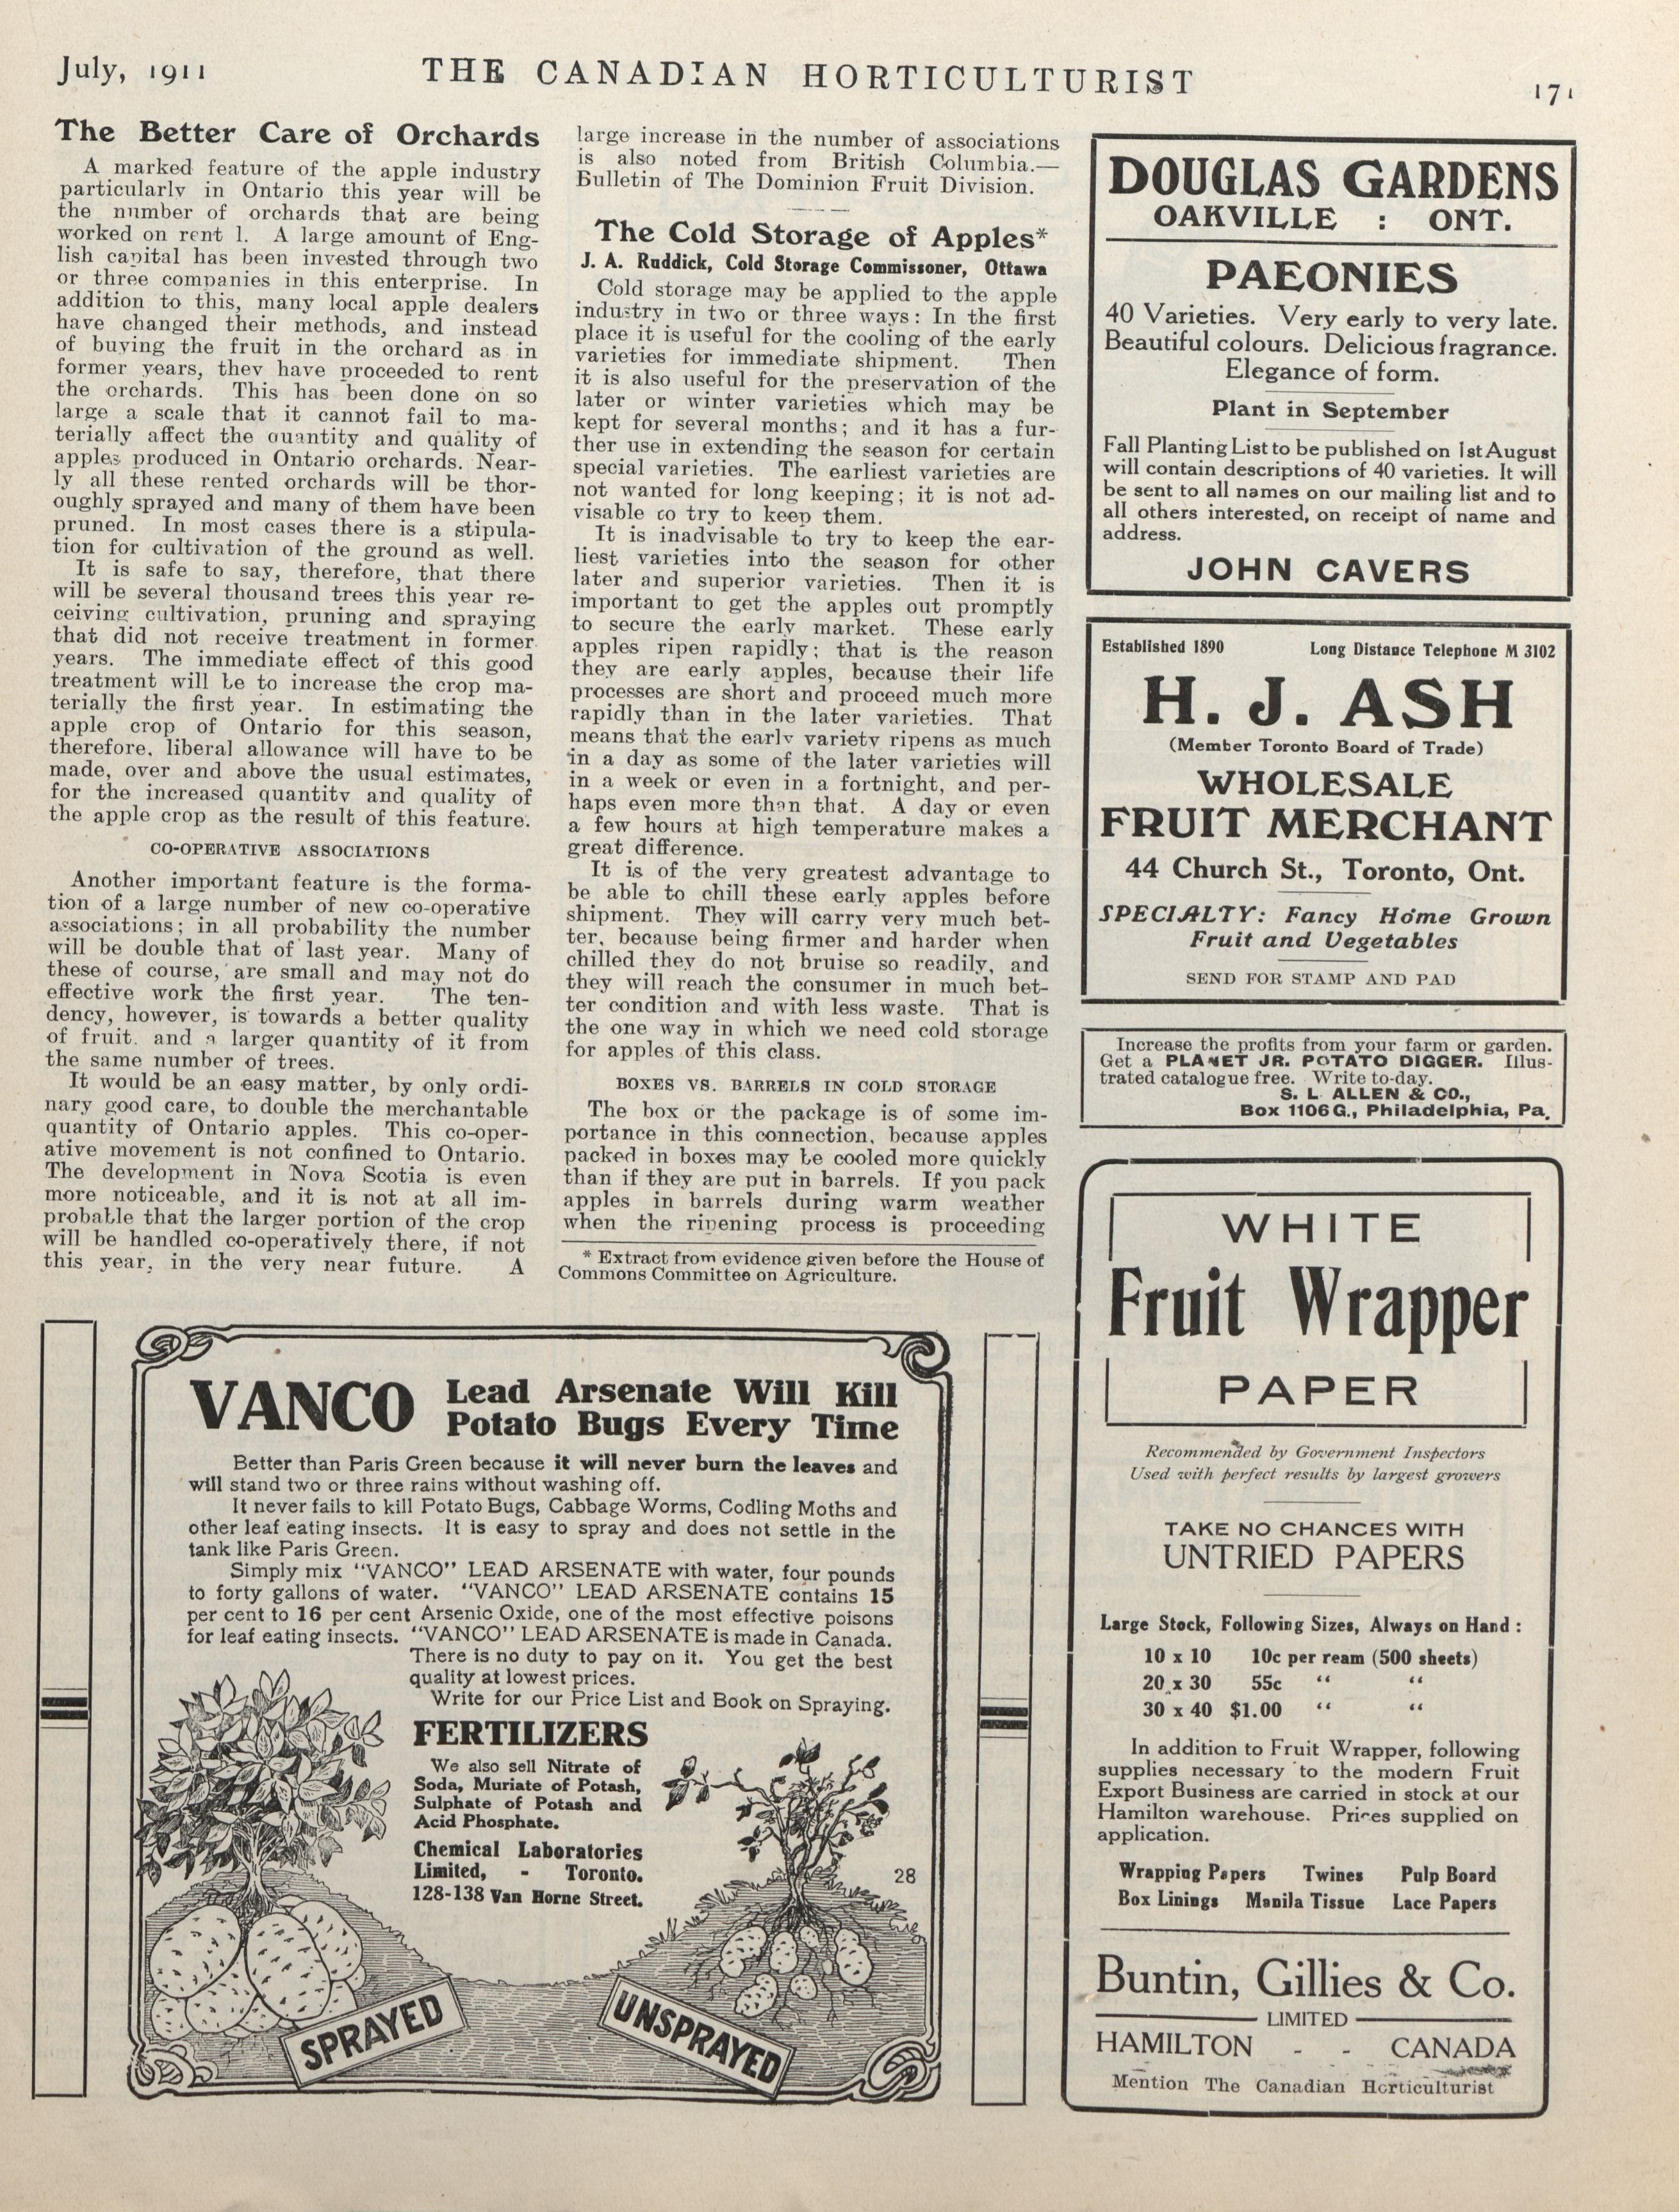 July, 1911
THE CANADIAN HORTICULTURIST
171
The Better Care of Orchards
A marked feature of the apple industry
particularly in Ontario this year will be
the number of orchards that are being
worked on rent l. A large amount of Eng-
lish capital has been invested through two
or three companies in this enterprise. In
addition to this, many local apple dealers
have changed their methods, and instead
of buying the fruit in the orchard as in
former years, they have proceeded to rent
the orchards. This has been done on so
large a scale that it cannot fail to ma-
terially affect the quantity and quality of
apples produced in Ontario orchards. Near-
ly all these rented orchards will be thor-
oughly sprayed and many of them have been
pruned. In most cases there is a stipula-
tion for cultivation of the ground as well.
It is safe to say, therefore, that there
will be several thousand trees this year re-
ceiving cultivation, pruning and spraying
that did not receive treatment in former
years. The immediate effect of this good
treatment will be to increase the crop ma-
terially the first year. In estimating the
apple crop of Ontario for this season,
therefore, liberal allowance will have to be
made, over and above the usual estimates,
for the increased quantity and quality of
the apple crop as the result of this feature.
CO-OPERATIVE ASSOCIATIONS
Another important feature is the forma-
tion of a large number of new co-operative
associations; in all probability the number
will be double that of last year. Many of
these of course, are small and may not do
effective work the first year. The ten-
dency, however, is towards a better quality
of fruit, and a larger quantity of it from
the same number of trees.
It would be an easy matter, by only ordi-
nary good care, to double the merchantable
quantity of Ontario apples. This co-oper-
ative movement is not confined to Ontario.
The development in Nova Scotia is even
more noticeable, and it is not at all im-
probable that the larger portion of the crop
will be handled co-operatively there, if not
this year, in the very near future. A
large increase in the number of associations
is also noted from British Columbia.—
Bulletin of The Dominion Fruit Division.
The Cold Storage of Apples*
J. A. Ruddick, Cold Storage Commissoner, Ottawa
Cold storage may be applied to the apple
industry in two or three ways: In the first
place it is useful for the cooling of the early
varieties for immediate shipment. Then
it is also useful for the preservation of the
later or winter varieties which may be
kept for several months; and it has a fur-
ther use in extending the season for certain
special varieties. The earliest varieties are
not wanted for long keeping; it is not ad-
visable to try to keep them.
It is inadvisable to try to keep the ear-
liest varieties into the season for other
later and superior varieties. Then it is
important to get the apples out promptly
to secure the early market. These early
apples ripen rapidly; that is the reason
they are early apples, because their life
processes are short and proceed much more
rapidly than in the later varieties. That
means that the early variety ripens as much
in a day as some of the later varieties will
in a week or even in a fortnight, and per-
haps even more than that. A day or even
a few hours at high temperature makes a
great difference.
It is of the very greatest advantage to
be able to chill these early apples before
shipment. They will carry very much bet-
ter, because being firmer and harder when
chilled they do not bruise so readily, and
they will reach the consumer in much bet-
ter condition and with less waste. That is
the one way in which we need cold storage
for apples of this class.
BOXES VS. BARRELS IN COLD STORAGE
The box or the package is of some im-
portance in this connection, because apples
packed in boxes may be cooled more quickly
than if they are put in barrels. If you pack
apples in barrels during warm weather
when the ripening process is proceeding
* Extract from evidence given before the House of
Commons Committee on Agriculture.
VANCO Lead Arsenate Will Kill
Potato Bugs Every Time
Better than Paris Green because it will never burn the leaves and
will stand two or three rains without washing off.
It never fails to kill Potato Bugs, Cabbage Worms, Codling Moths and
other leaf eating insects. It is easy to spray and does not settle in the
tank like Paris Green.
Simply mix "VANCO" LEAD ARSENATE with water, four pounds
to forty gallons of water. "VANCO" LEAD ARSENATE contains 15
per cent to 16 per cent Arsenic Oxide, one of the most effective poisons
for leaf eating insects. "VANCO" LEAD ARSENATE is made in Canada.
There is no duty to pay on it. You get the best
quality at lowest prices.
Write for our Price List and Book on Spraying.
FERTILIZERS
We also sell Nitrate of
Soda, Muriate of Potash,
Sulphate of Potash and
Acid Phosphate.
Chemical Laboratories
Limited, - Toronto.
128-138 Van Horne Street.
28
SPRAYED
UNSPRAYED
DOUGLAS GARDENS
OAKVILLE : ONT.
PAEONIES
40 Varieties. Very early to very late.
Beautiful colours. Delicious fragrance.
Elegance of form.
Plant in September
Fall Planting List to be published on 1st August
will contain descriptions of 40 varieties. It will
be sent to all names on our mailing list and to
all others interested, on receipt of name and
address.
JOHN CAVERS
Established 1890 Long Distance Telephone M 3102
H. J. ASH
(Member Toronto Board of Trade)
WHOLESALE
FRUIT MERCHANT
44 Church St., Toronto, Ont.
SPECIALTY: Fancy Home Grown
Fruit and Vegetables
SEND FOR STAMP AND PAD
Increase the profits from your farm or garden.
Get a PLANET JR. POTATO DIGGER. Illus-
trated catalogue free. Write to-day.
S. L. ALLEN & CO.,
Box 1106G., Philadelphia, Pa.
WHITE
Fruit Wrapper
PAPER
Recommended by Government Inspectors
Used with perfect results by largest growers
TAKE NO CHANCES WITH
UNTRIED PAPERS
Large Stock, Following Sizes, Always on Hand :
10 x 10 10c per ream (500 sheets)
20 x 30 55c " "
30 x 40 $1.00 " "
In addition to Fruit Wrapper, following
supplies necessary to the modern Fruit
Export Business are carried in stock at our
Hamilton warehouse. Prices supplied on
application.
Wrapping Papers Twines Pulp Board
Box Linings Manila Tissue Lace Papers
Buntin, Gillies & Co.
LIMITED
HAMILTON - - CANADA
Mention The Canadian Horticulturist